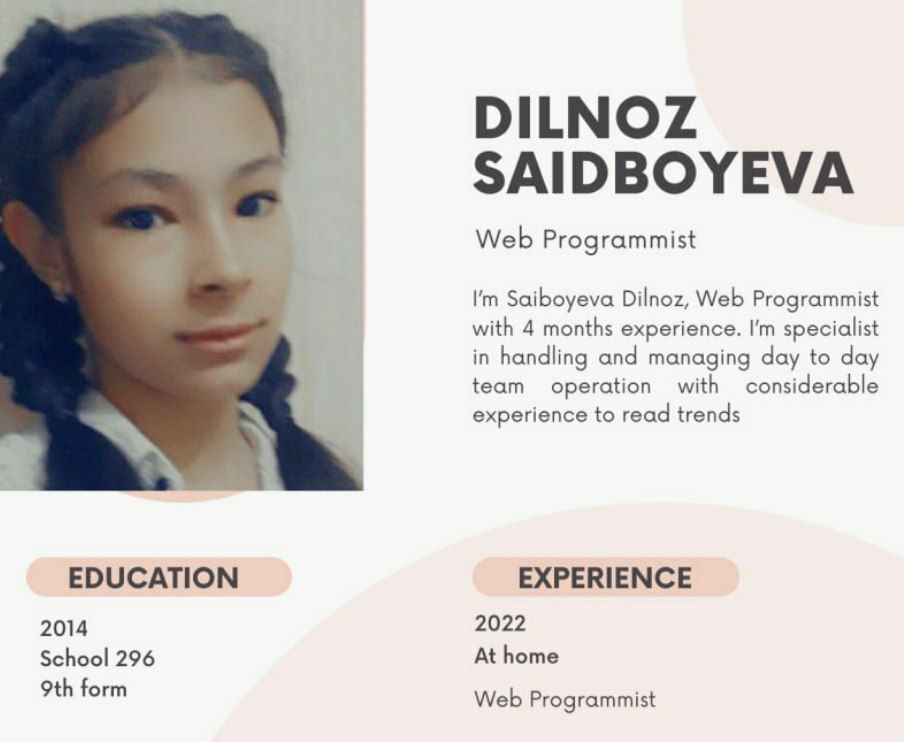 DILNOZ
SAIDBOYEVA
Web Programmist
I'm Saiboyeva Dilnoz, Web Programmist
with 4 months experience. I'm specialist
in handling and managing day to day
team operation with considerable
experience to read trends
EDUCATION
2014
School 296
9th form
EXPERIENCE
2022
At home
Web Programmist